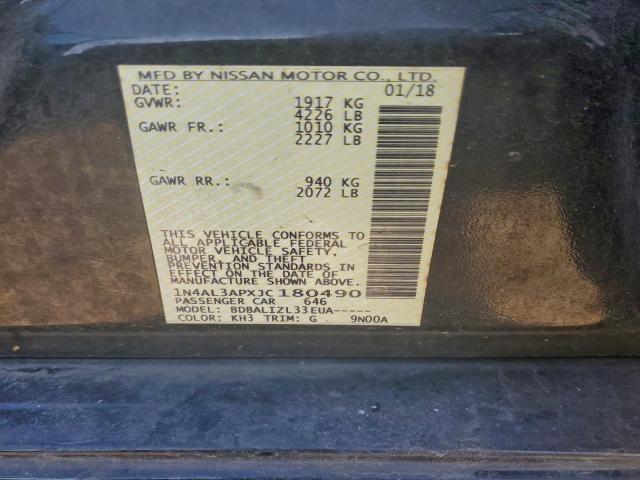 MFD BY NISSAN MOTOR CO., LTD.
DATE: 01/18
GVWR: 1917 KG
4226 LB
GAWR FR.: 1010 KG
2227 LB
GAWR RR.: 940 KG
2072 LB
THIS VEHICLE CONFORMS TO
ALL APPLICABLE FEDERAL
MOTOR VEHICLE SAFETY,
BUMPER, AND THEFT
PREVENTION STANDARDS IN
EFFECT ON THE DATE OF
MANUFACTURE SHOWN ABOVE.
1N4AL3APXJC180490
PASSENGER CAR 646
MODEL: BDBALIZL33EUA-----
COLOR: KH3 TRIM: G 9N00A